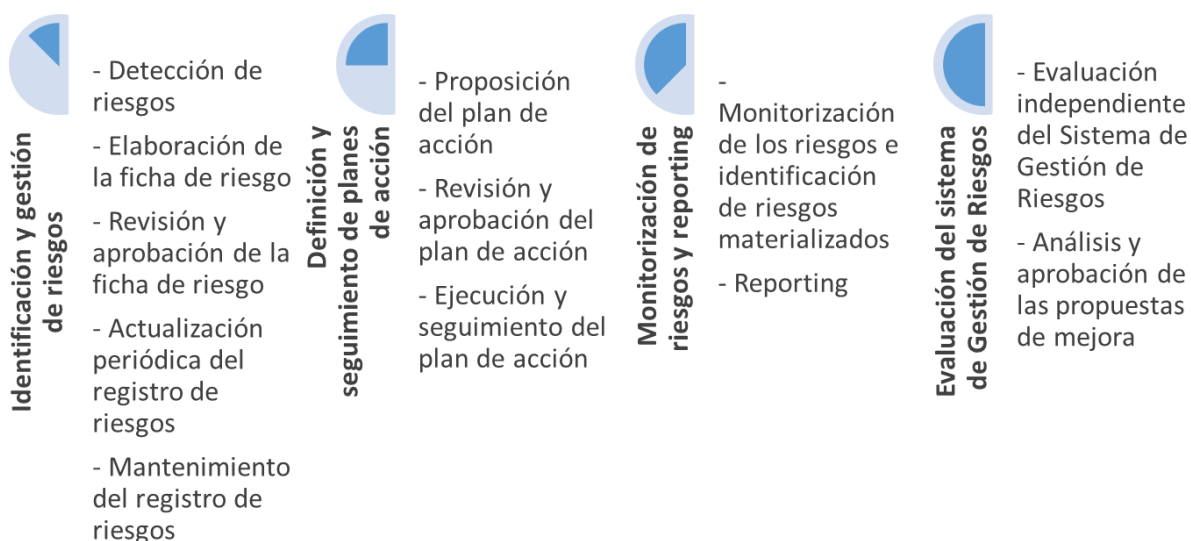 Identificación y gestión
de riesgos
- Detección de
riesgos
- Elaboración de
la ficha de riesgo
- Revisión y
aprobación de la
ficha de riesgo
- Actualización
periódica del
registro de
riesgos
- Mantenimiento
del registro de
riesgos
Definición y
seguimiento de planes
de acción
- Proposición
del plan de
acción
- Revisión y
aprobación del
plan de acción
- Ejecución y
seguimiento del
plan de acción
Monitorización de
riesgos y reporting
-
Monitorización
de los riesgos e
identificación
de riesgos
materializados
- Reporting
Evaluación del sistema
de Gestión de Riesgos
- Evaluación
independiente
del Sistema de
Gestión de
Riesgos
- Análisis y
aprobación de
las propuestas
de mejora